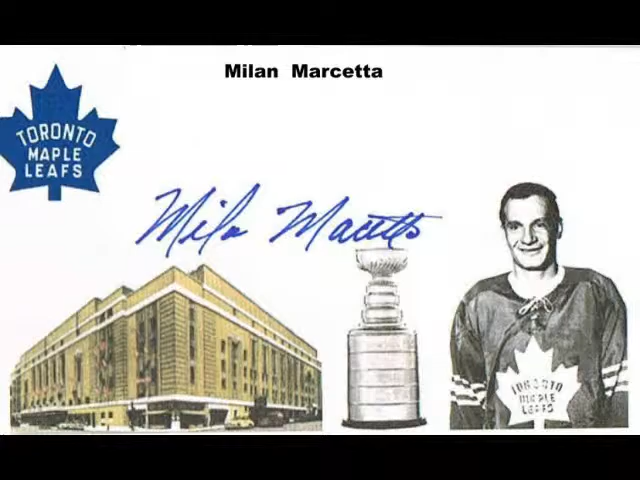 Milan Marcetta
TORONTO
MAPLE
LEAFS
Milan Marcetta
TORONTO
MAPLE
LEAFS